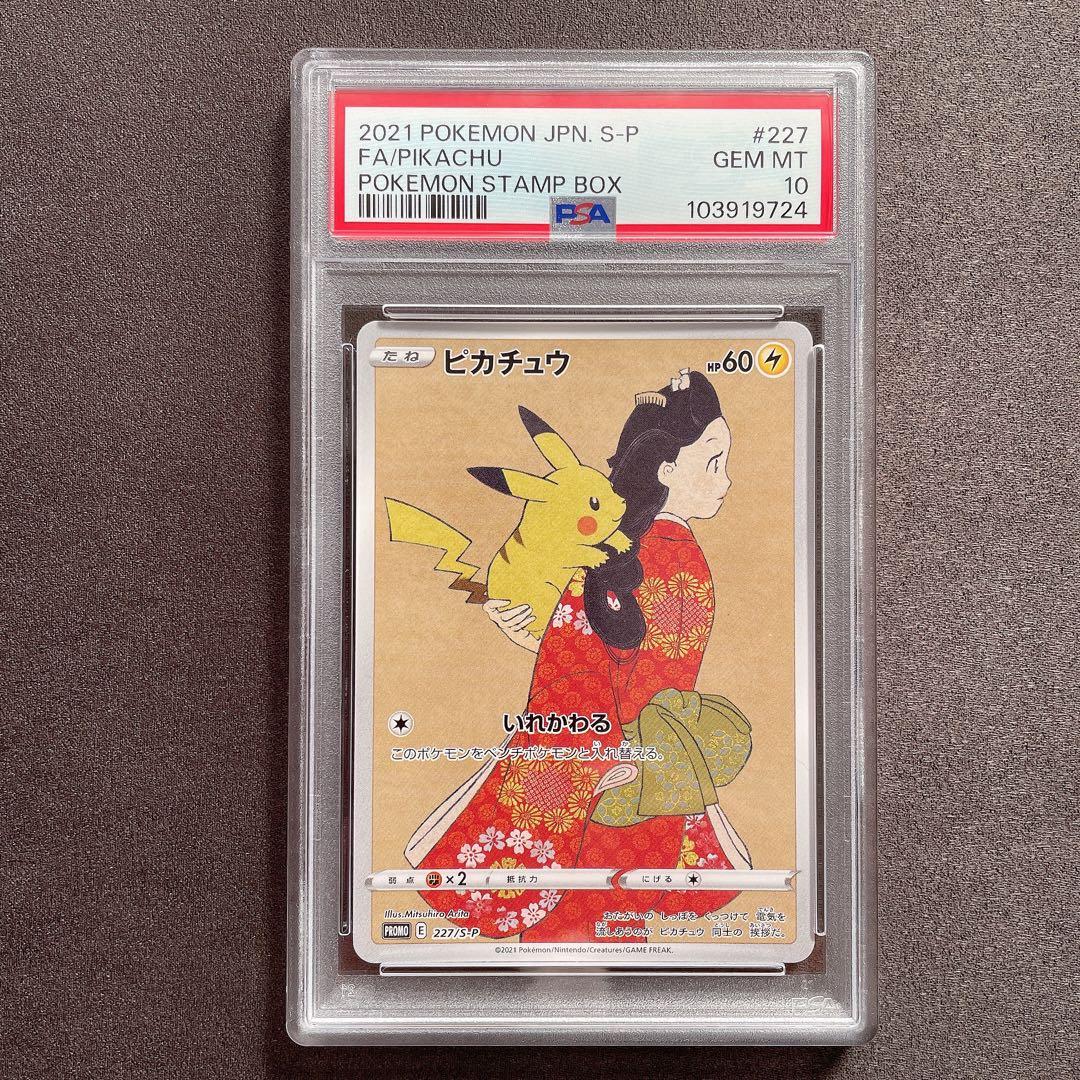 2021 POKEMON JPN. S-P #227
FA/PIKACHU GEM MT
POKEMON STAMP BOX 10
PSA 103919724
たね ピカチュウ HP60
いれかわる
このポケモンをベンチポケモンと入れ替える。
弱点 ×2 抵抗力 にげる
Illus.Mitsuhiro Arita
PROMO E 227/S-P
おたがいの しっぽを くっつけて 電気を
流しあうのが ピカチュウ 同士の 挨拶だ。
©2021 Pokémon/Nintendo/Creatures/GAME FREAK.